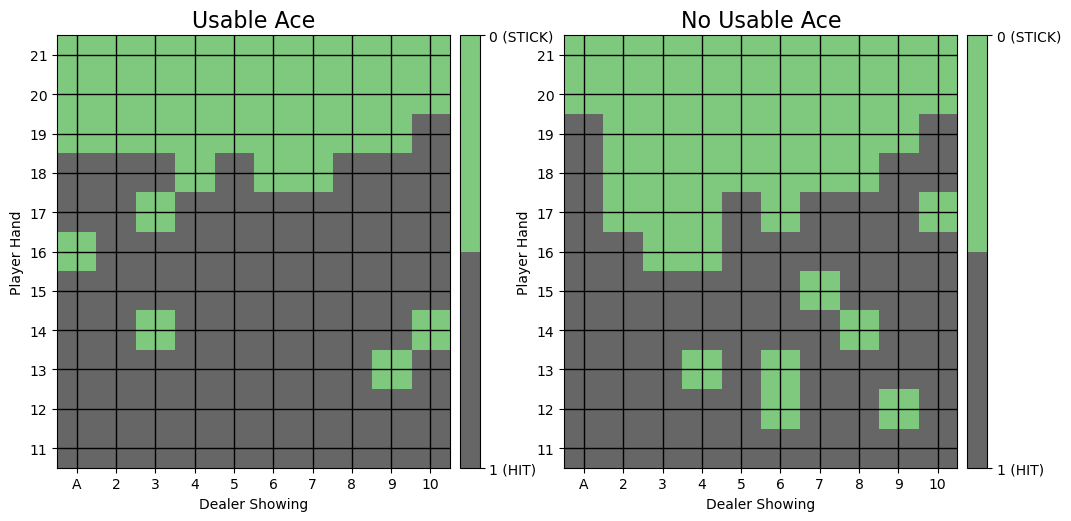 Usable Ace
21
20
19
18
17
16
15
14
13
12
11
Player Hand
A 2 3 4 5 6 7 8 9 10
Dealer Showing
0 (STICK)
1 (HIT)
No Usable Ace
21
20
19
18
17
16
15
14
13
12
11
Player Hand
A 2 3 4 5 6 7 8 9 10
Dealer Showing
0 (STICK)
1 (HIT)